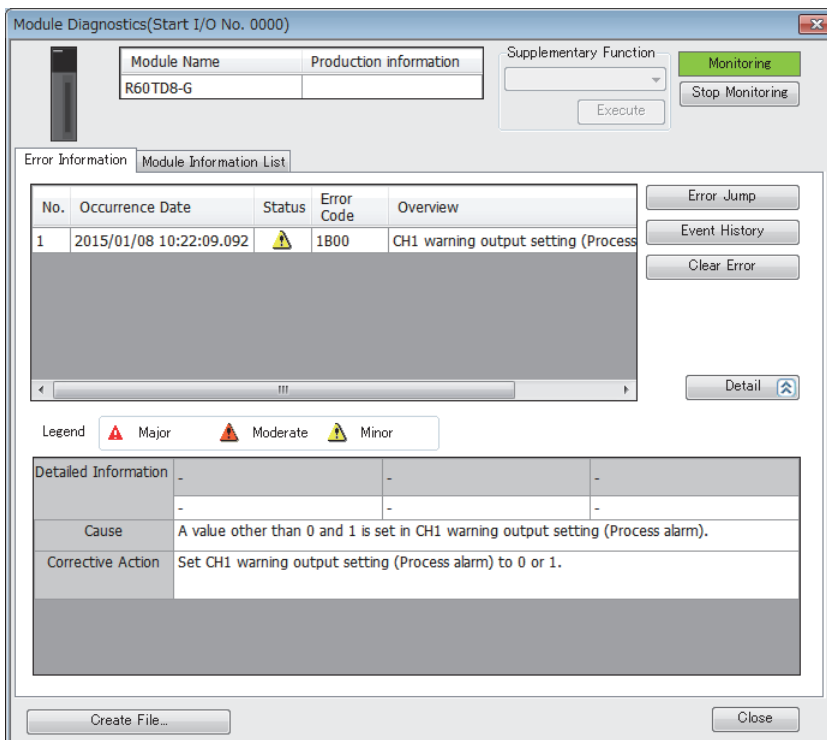 Module Diagnostics(Start I/O No. 0000)
Module Name Production information
R60TD8-G
Supplementary Function
Execute
Monitoring
Stop Monitoring
Error Information Module Information List
No. Occurrence Date Status Error Code Overview
1 2015/01/08 10:22:09.092 1B00 CH1 warning output setting (Process
Error Jump
Event History
Clear Error
Detail
Legend Major Moderate Minor
Detailed Information - - -
- - -
Cause A value other than 0 and 1 is set in CH1 warning output setting (Process alarm).
Corrective Action Set CH1 warning output setting (Process alarm) to 0 or 1.
Create File...
Close